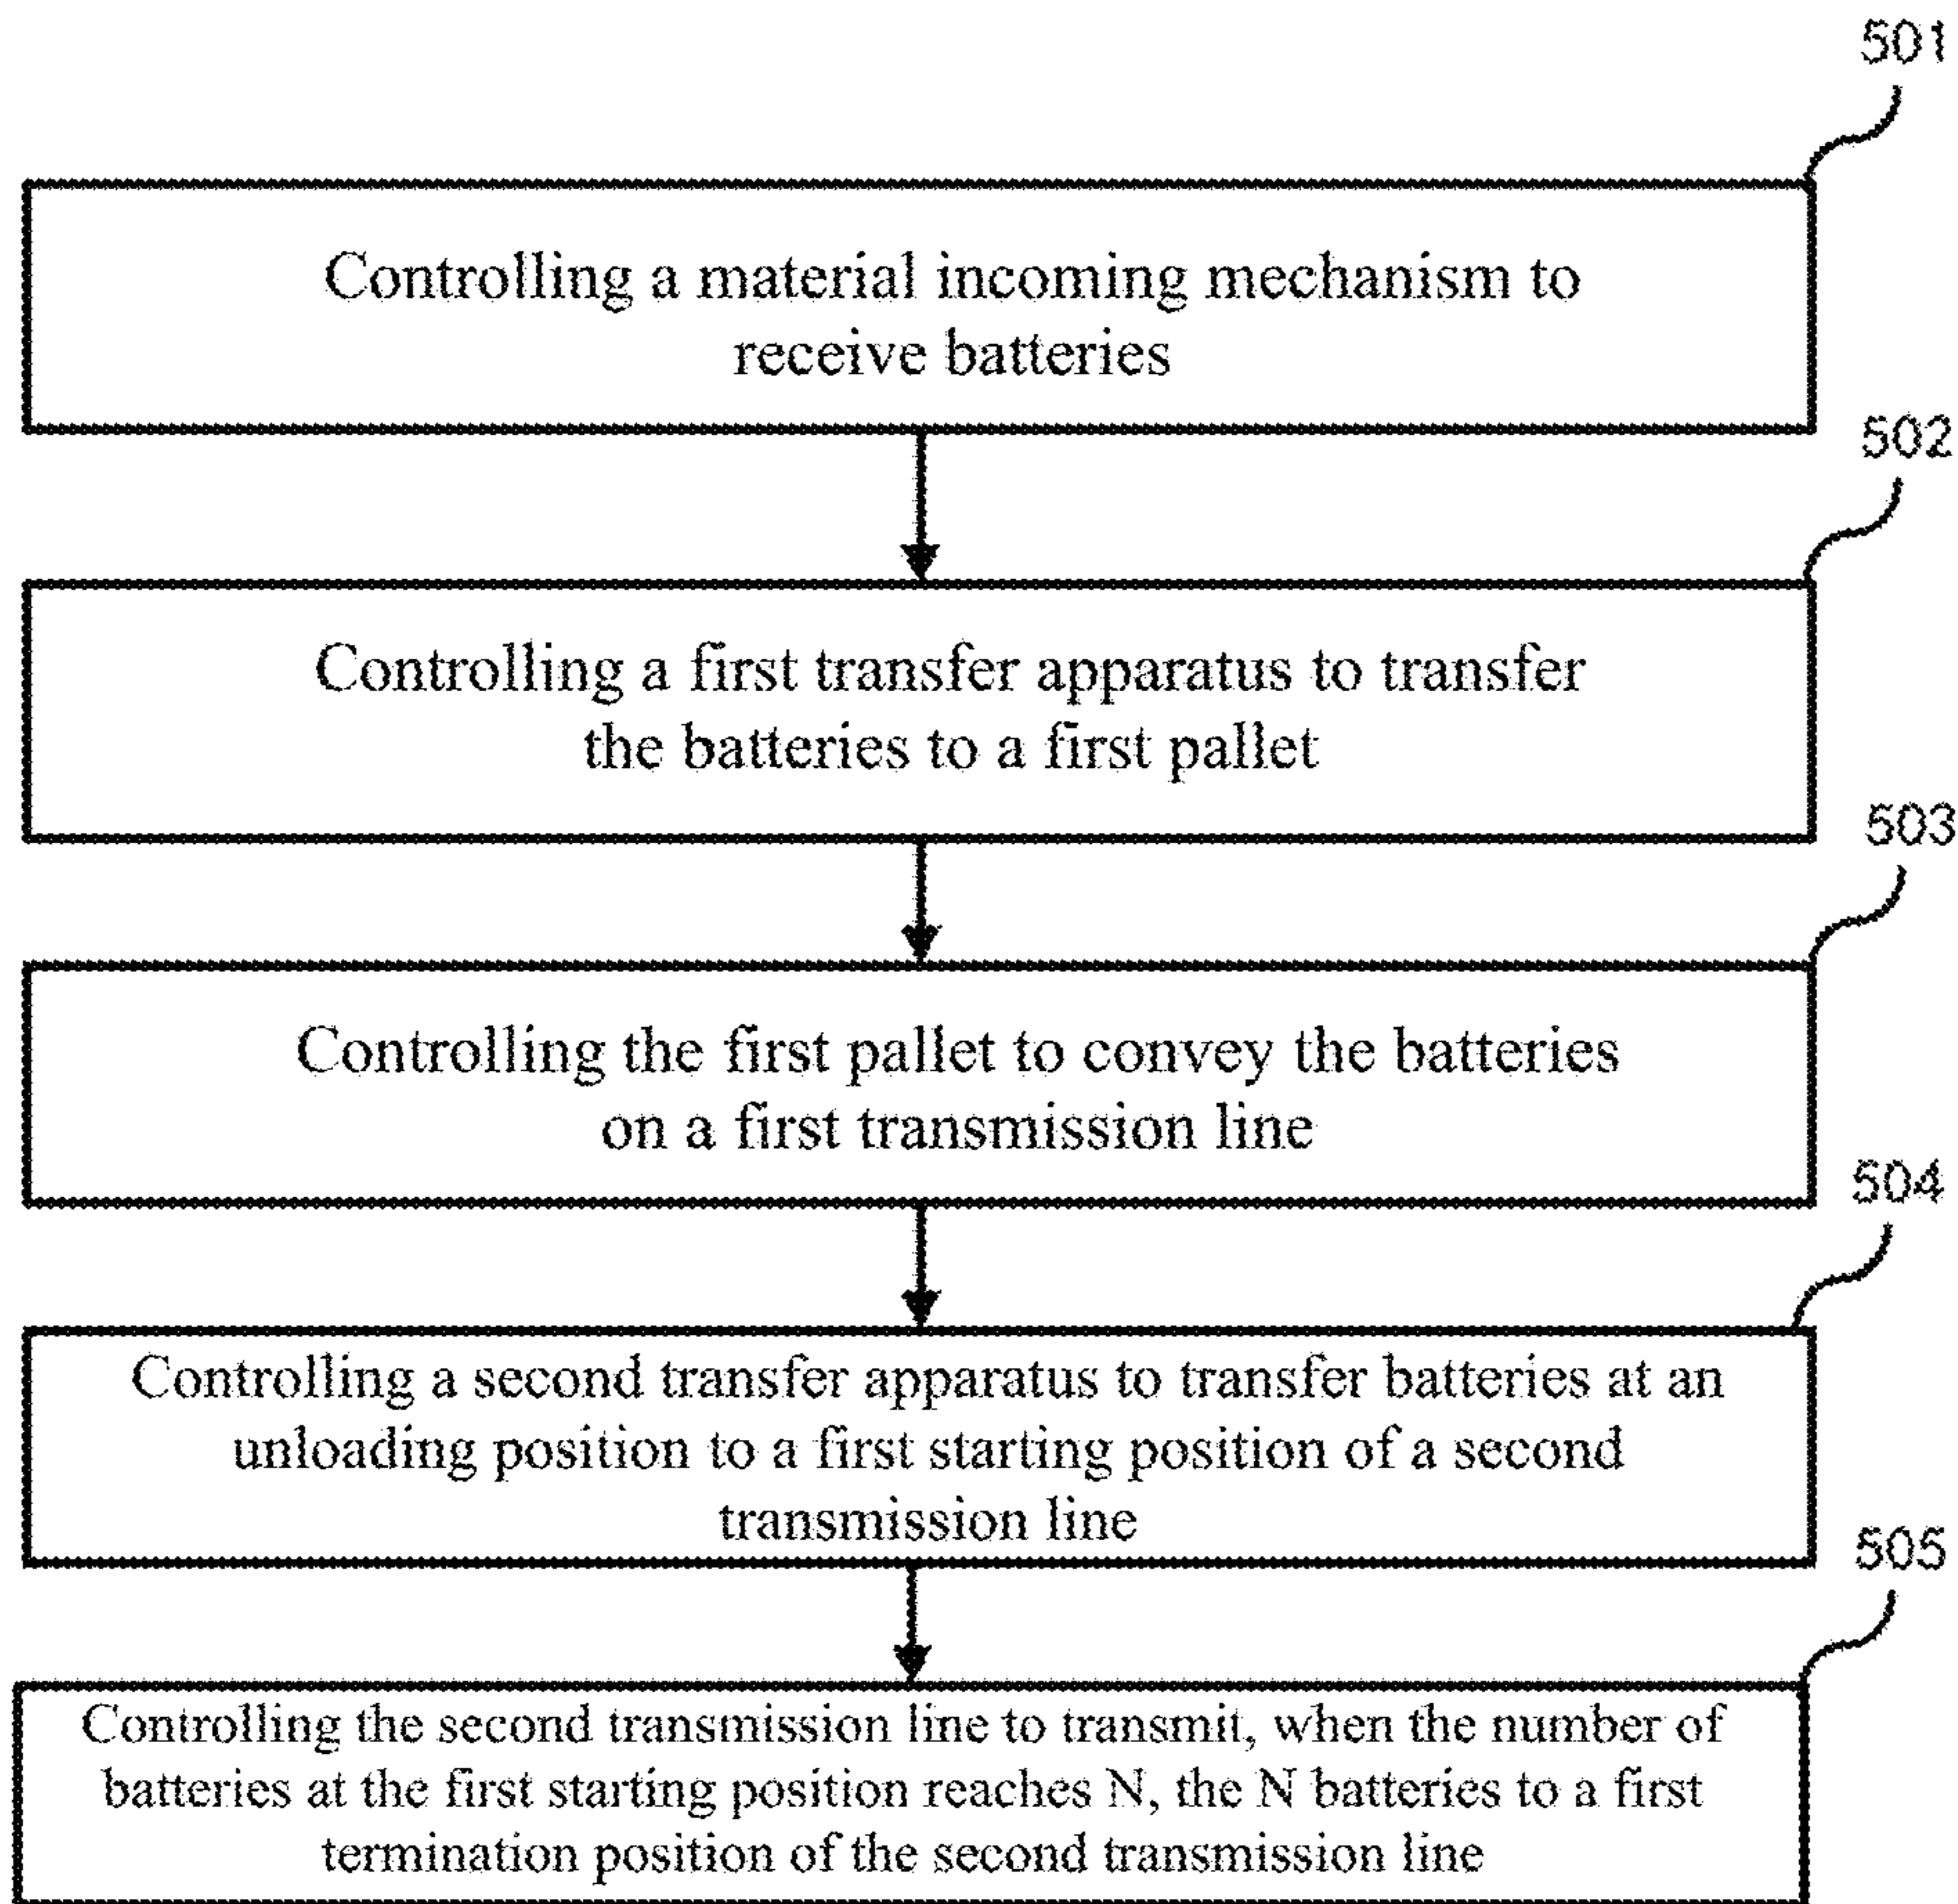 501
Controlling a material incoming mechanism to
receive batteries
502
Controlling a first transfer apparatus to transfer
the batteries to a first pallet
503
Controlling the first pallet to convey the batteries
on a first transmission line
504
Controlling a second transfer apparatus to transfer batteries at an
unloading position to a first starting position of a second
transmission line
505
Controlling the second transmission line to transmit, when the number of
batteries at the first starting position reaches N, the N batteries to a first
termination position of the second transmission line